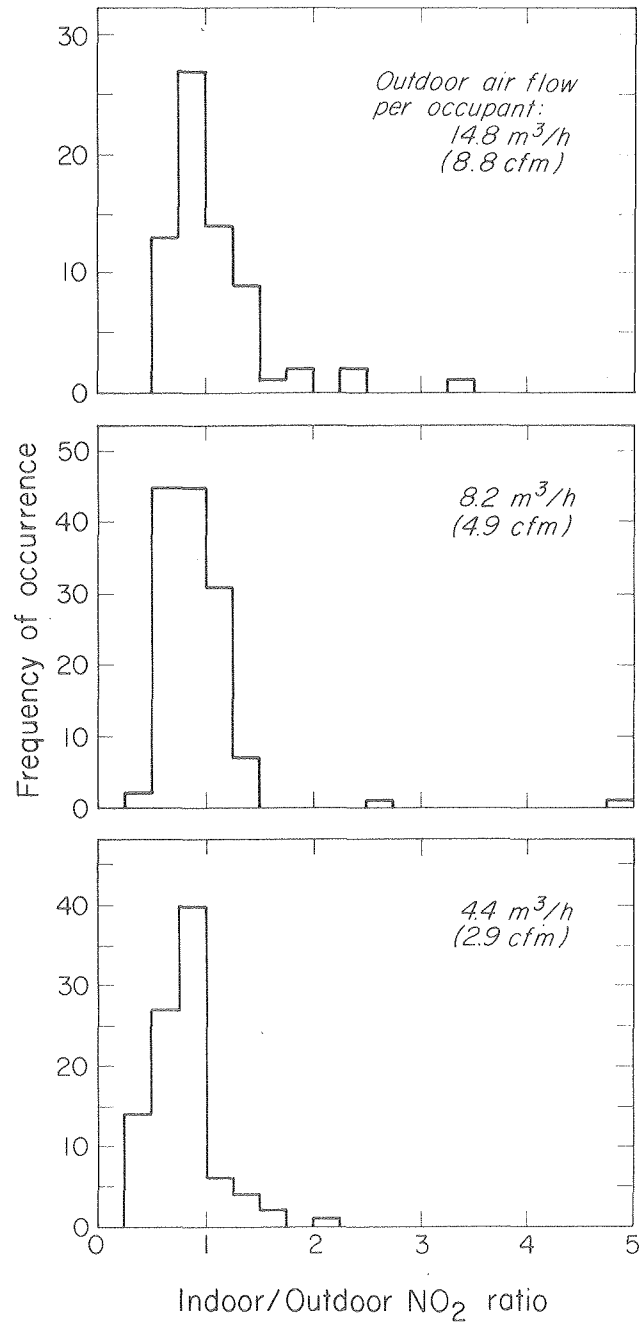 30
20
10
0
Outdoor air flow
per occupant:
14.8 m³/h
(8.8 cfm)
Frequency of occurrence
50
40
30
20
10
0
8.2 m³/h
(4.9 cfm)
40
30
20
10
0
4.4 m³/h
(2.9 cfm)
0 1 2 3 4 5
Indoor/Outdoor NO₂ ratio